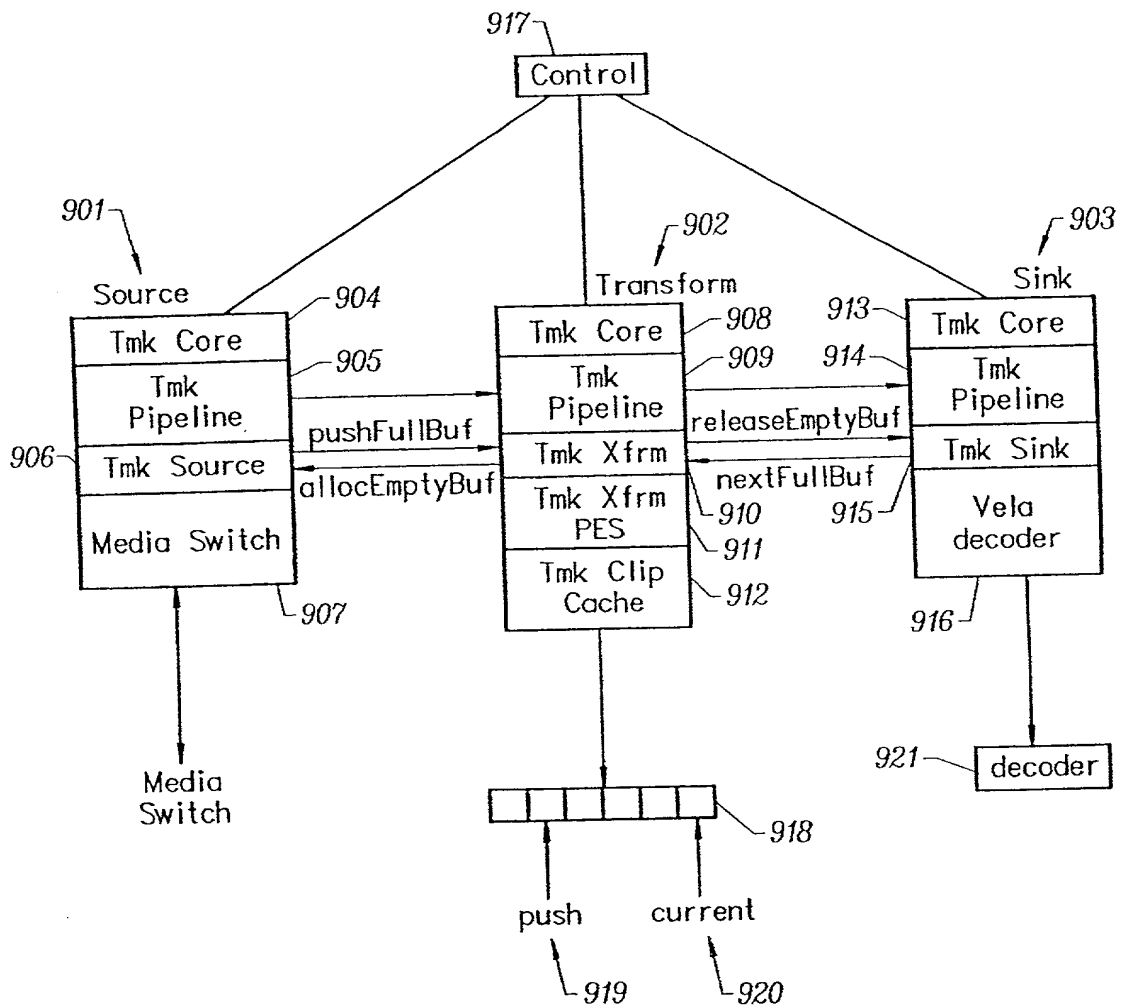 917
Control
901
902
903
Source
Transform
Sink
904
908
913
Tmk Core
Tmk Core
Tmk Core
905
909
914
Tmk
Pipeline
Tmk
Pipeline
Tmk
Pipeline
pushFullBuf
releaseEmptyBuf
906
Tmk Source
Tmk Xfrm
Tmk Sink
allocEmptyBuf
nextFullBuf
910
915
Media Switch
Tmk Xfrm
PES
Vela
decoder
911
907
Tmk Clip
Cache
912
916
Media
Switch
921
decoder
918
push
current
919
920